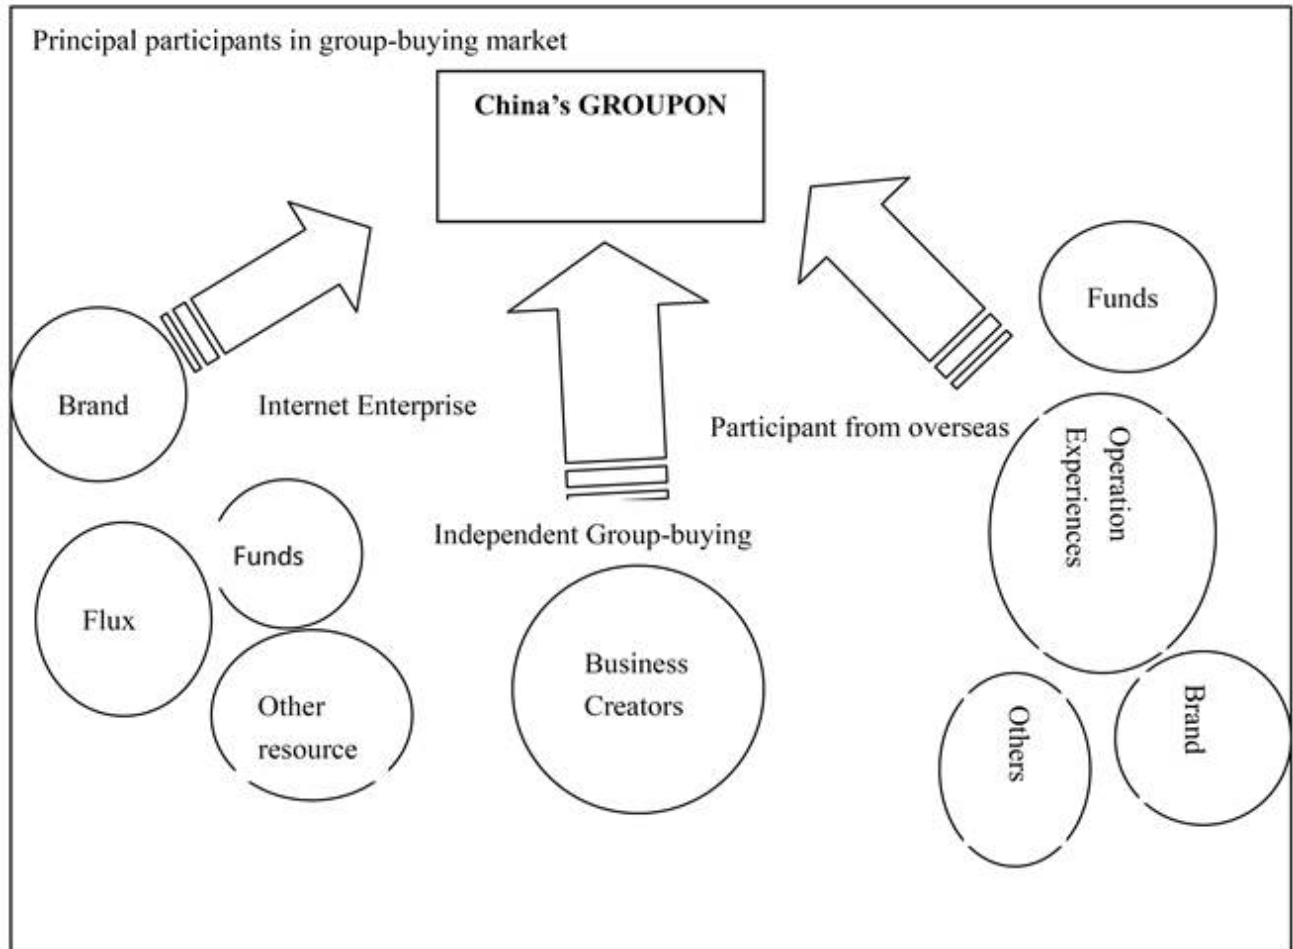 Principal participants in group-buying market
China’s GROUPON
Funds
Brand
Internet Enterprise
Participant from overseas
Operation
Experiences
Independent Group-buying
Funds
Flux
Business
Creators
Other
resource
Others
Brand